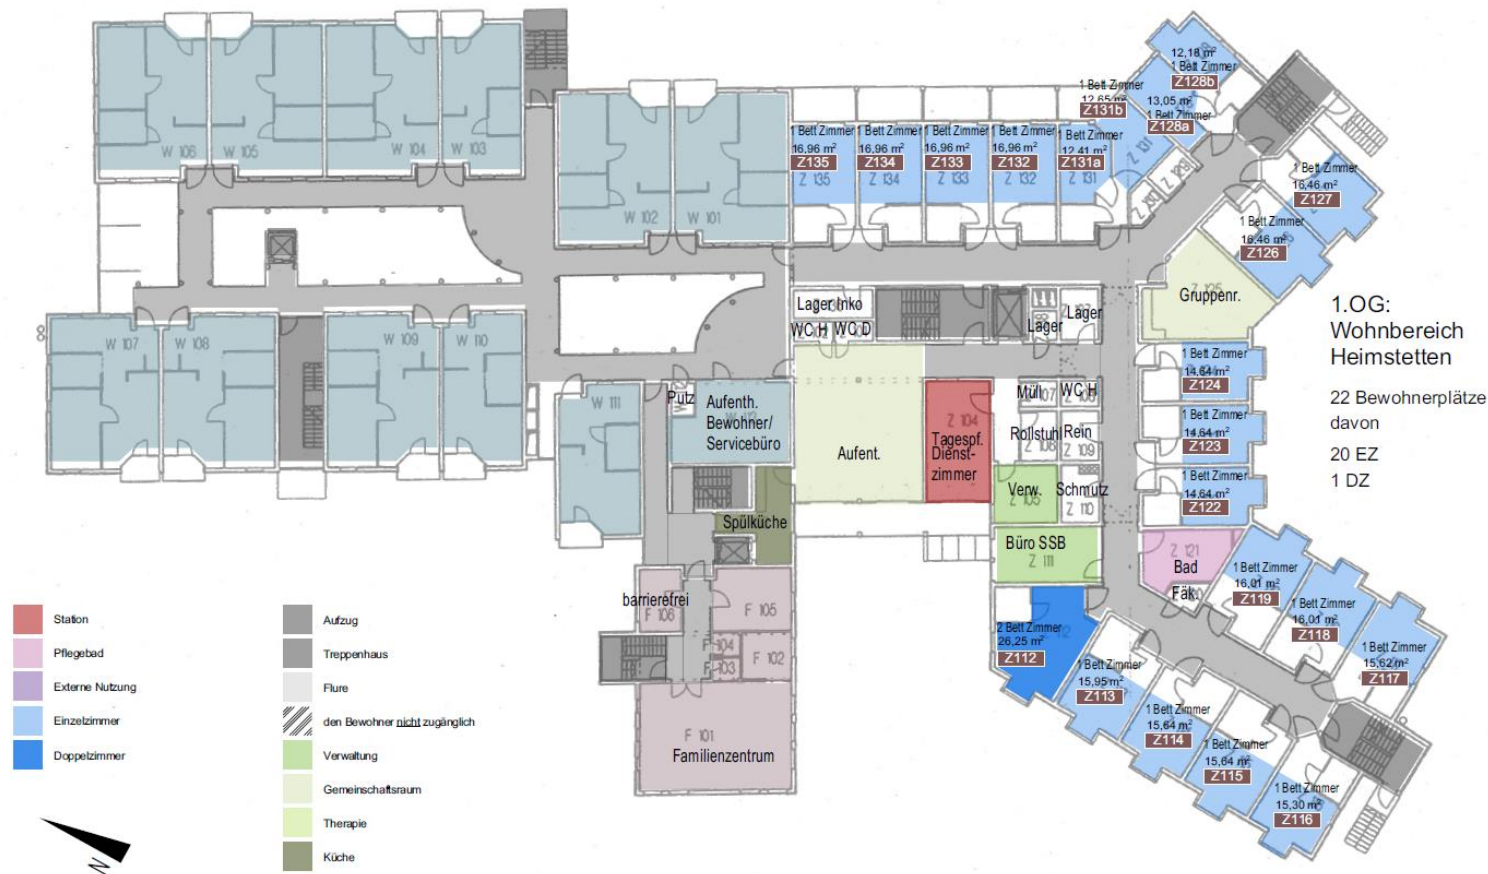 W 106
W 105
W 104
W 103
W 102
W 101
1 Bett Zimmer
16,96 m²
Z135
Z 135
1 Bett Zimmer
16,96 m²
Z134
Z 134
1 Bett Zimmer
16,96 m²
Z133
Z 133
1 Bett Zimmer
16,96 m²
Z132
Z 132
1 Bett Zimmer
12,41 m²
Z131a
Z 131
1 Bett Zimmer
12,65 m²
Z131b
Z 131
12,18 m²
1 Bett Zimmer
Z128b
13,05 m²
1 Bett Zimmer
Z128a
1 Bett Zimmer
16,46 m²
Z127
1 Bett Zimmer
16,46 m²
Z126
Z 125
Gruppenr.
1.OG:
Wohnbereich
Heimstetten
22 Bewohnerplätze
davon
20 EZ
1 DZ
Lager Inko
WC H
WC D
Lager
Lager
W 107
W 108
W 109
W 110
W 111
Putz
Aufenth.
Bewohner/
Servicebüro
Aufent.
Z 104
Tagespf.
Dienst-
zimmer
Müll
WC H
Rollstuhl
Rein
Z 109
Verw.
Z 105
Schmutz
Z 110
Büro SSB
Z 111
Spülküche
1 Bett Zimmer
14,64 m²
Z124
1 Bett Zimmer
14,64 m²
Z123
1 Bett Zimmer
14,64 m²
Z122
Z 121
Bad
Fäk.
1 Bett Zimmer
16,01 m²
Z119
1 Bett Zimmer
16,01 m²
Z118
1 Bett Zimmer
15,62 m²
Z117
2 Bett Zimmer
26,25 m²
Z112
1 Bett Zimmer
15,95 m²
Z113
1 Bett Zimmer
15,64 m²
Z114
1 Bett Zimmer
15,64 m²
Z115
1 Bett Zimmer
15,30 m²
Z116
barrierefrei
F 106
F 105
F 104
F 103
F 102
F 101
Familienzentrum
Station
Pflegebad
Externe Nutzung
Einzelzimmer
Doppelzimmer
Aufzug
Treppenhaus
Flure
den Bewohner nicht zugänglich
Verwaltung
Gemeinschaftsraum
Therapie
Küche
N